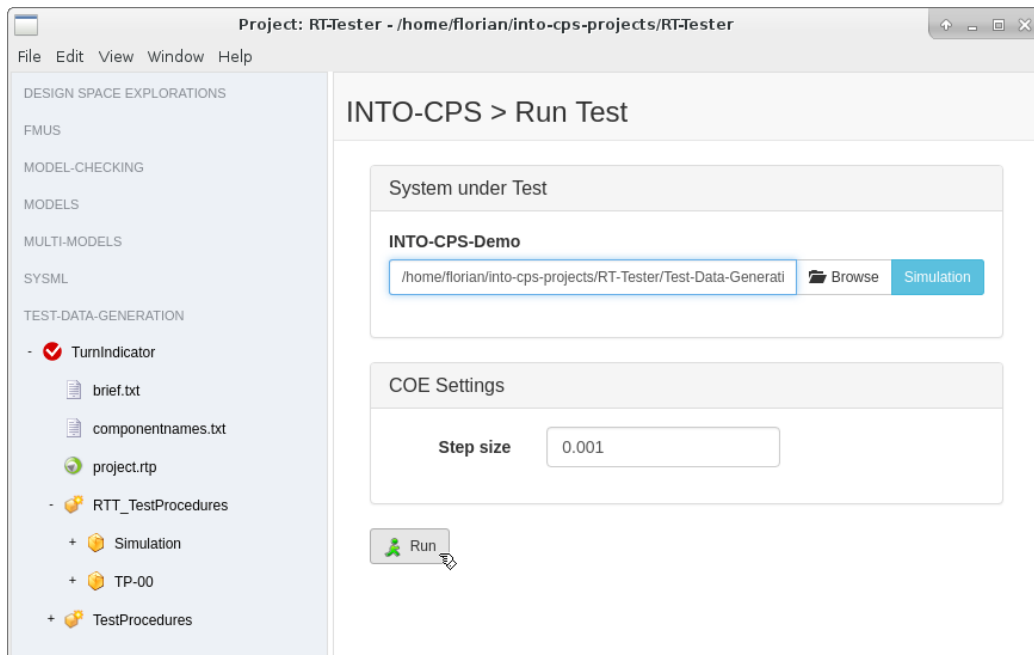 Project: RT-Tester - /home/florian/into-cps-projects/RT-Tester
File Edit View Window Help
DESIGN SPACE EXPLORATIONS
FMUS
MODEL-CHECKING
MODELS
MULTI-MODELS
SYSML
TEST-DATA-GENERATION
- TurnIndicator
brief.txt
componentnames.txt
project.rtp
- RTT_TestProcedures
+ Simulation
+ TP-00
+ TestProcedures
INTO-CPS > Run Test
System under Test
INTO-CPS-Demo
/home/florian/into-cps-projects/RT-Tester/Test-Data-Generati Browse Simulation
COE Settings
Step size 0.001
Run